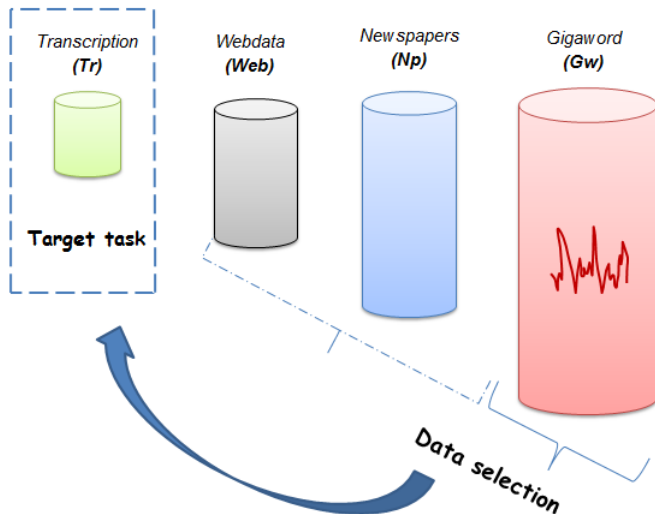 Transcription
(Tr)
Webdata
(Web)
Newspapers
(Np)
Gigaword
(Gw)
Target task
Data selection